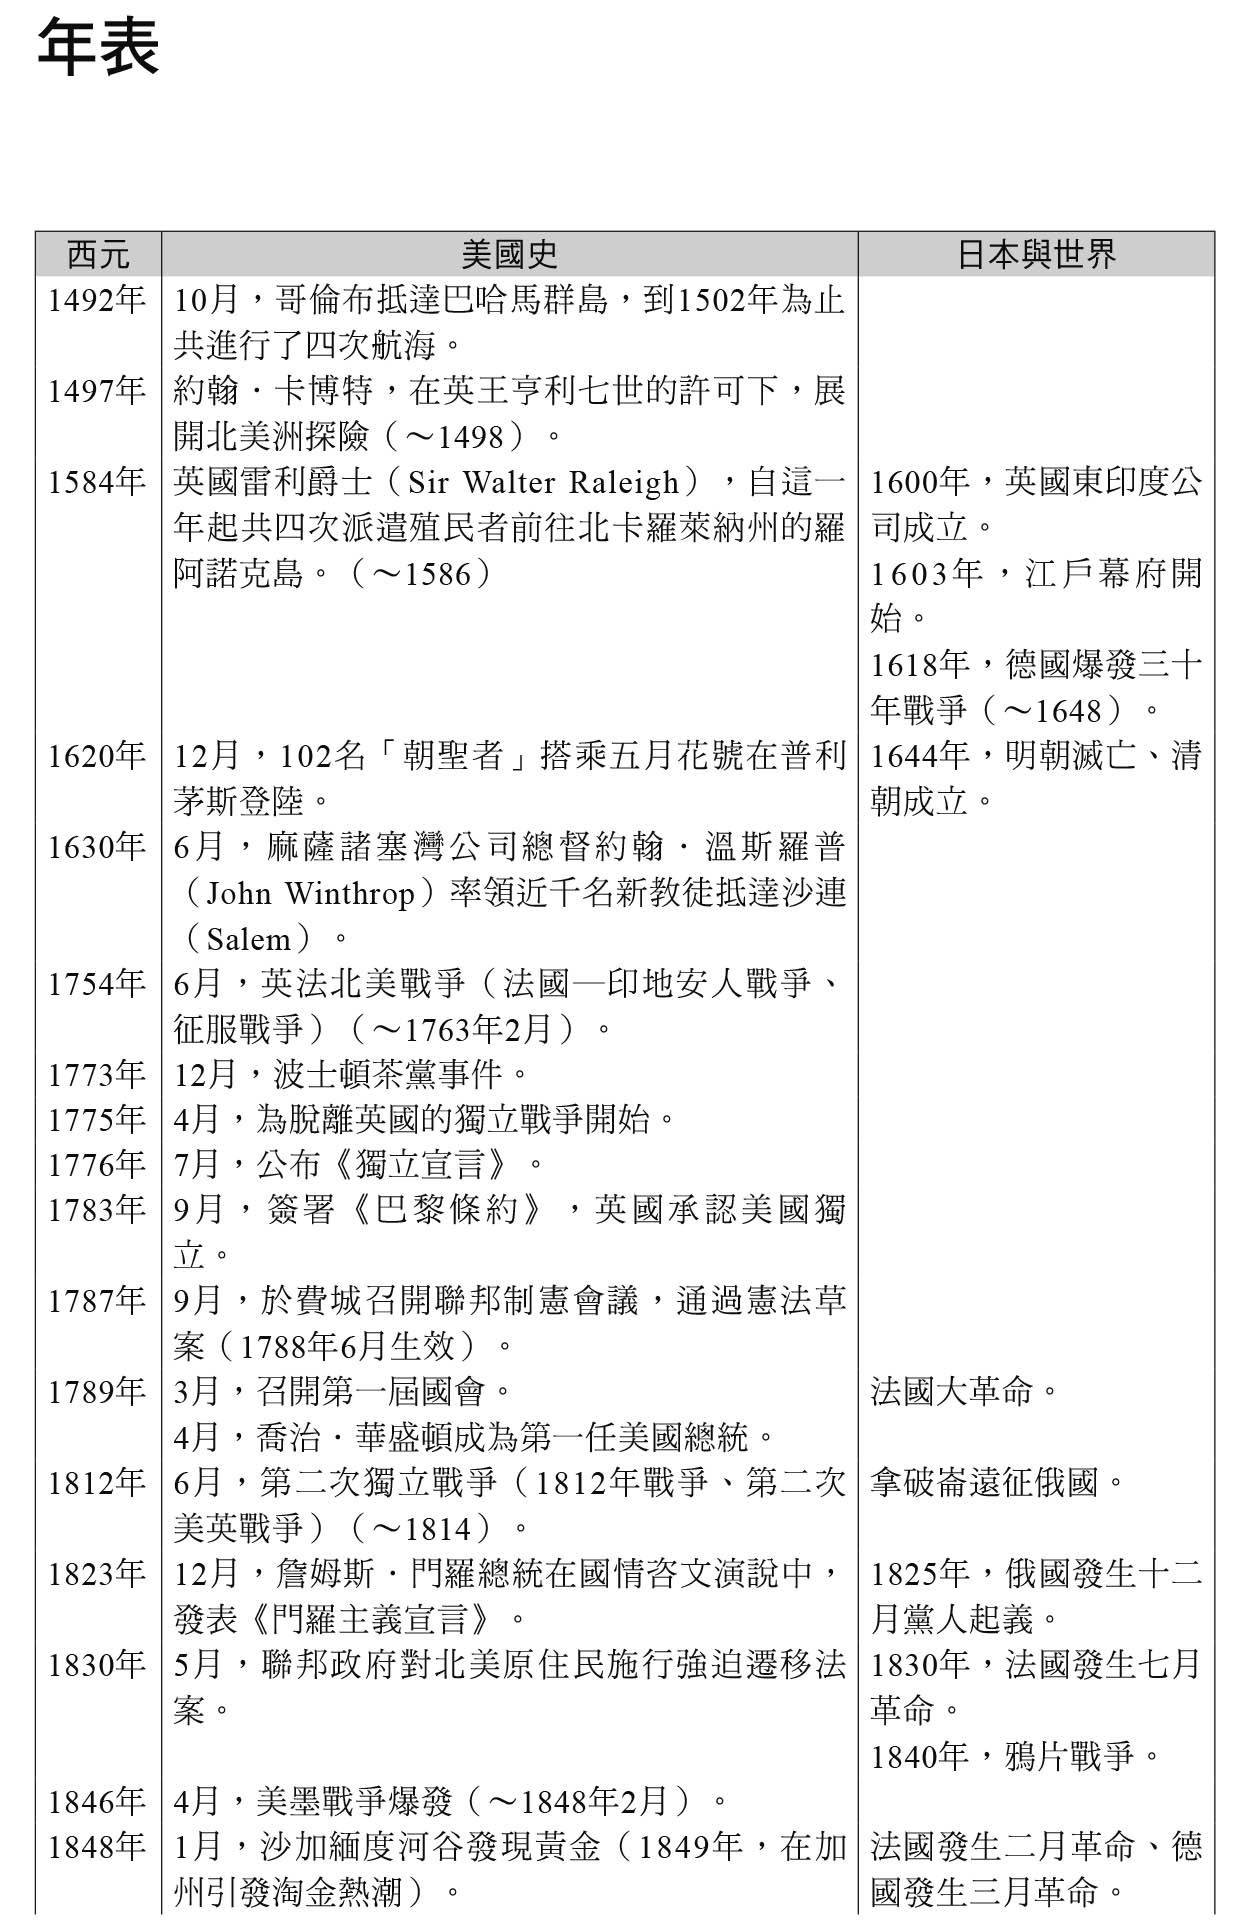 年表
西元 美國史 日本與世界
1492年 10月，哥倫布抵達巴哈馬群島，到1502年為止
共進行了四次航海。
1497年 約翰．卡博特，在英王亨利七世的許可下，展
開北美洲探險（～1498）。
1584年 英國雷利爵士（Sir Walter Raleigh），自這一 1600年，英國東印度公
年起共四次派遣殖民者前往北卡羅萊納州的羅 司成立。
阿諾克島。（～1586） 1603年，江戶幕府開
始。
1618年，德國爆發三十
年戰爭（～1648）。
1620年 12月，102名「朝聖者」搭乘五月花號在普利 1644年，明朝滅亡、清
茅斯登陸。 朝成立。
1630年 6月，麻薩諸塞灣公司總督約翰．溫斯羅普
（John Winthrop）率領近千名新教徒抵達沙連
（Salem）。
1754年 6月，英法北美戰爭（法國—印地安人戰爭、
征服戰爭）（～1763年2月）。
1773年 12月，波士頓茶黨事件。
1775年 4月，為脫離英國的獨立戰爭開始。
1776年 7月，公布《獨立宣言》。
1783年 9月，簽署《巴黎條約》，英國承認美國獨
立。
1787年 9月，於費城召開聯邦制憲會議，通過憲法草
案（1788年6月生效）。
1789年 3月，召開第一屆國會。 法國大革命。
4月，喬治．華盛頓成為第一任美國總統。
1812年 6月，第二次獨立戰爭（1812年戰爭、第二次 拿破崙遠征俄國。
美英戰爭）（～1814）。
1823年 12月，詹姆斯．門羅總統在國情咨文演說中， 1825年，俄國發生十二
發表《門羅主義宣言》。 月黨人起義。
1830年 5月，聯邦政府對北美原住民施行強迫遷移法 1830年，法國發生七月
案。 革命。
1840年，鴉片戰爭。
1846年 4月，美墨戰爭爆發（～1848年2月）。
1848年 1月，沙加緬度河谷發現黃金（1849年，在加 法國發生二月革命、德
州引發淘金熱潮）。 國發生三月革命。